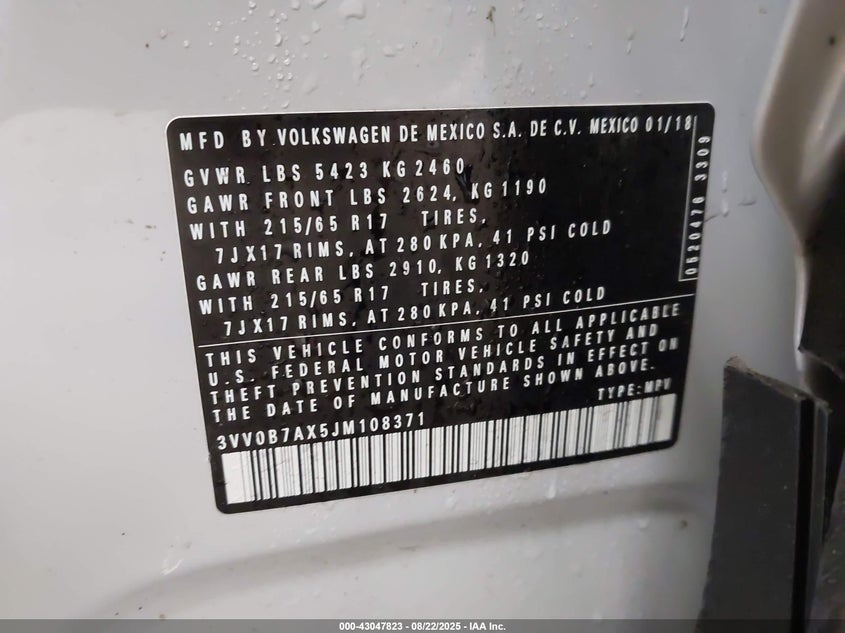 MFD BY VOLKSWAGEN DE MEXICO S.A. DE C.V. MEXICO 01/18
GVWR LBS 5423 KG 2460
GAWR FRONT LBS 2624, KG 1190
WITH 215/65 R17 TIRES,
7JX17 RIMS, AT 280 KPA, 41 PSI COLD
GAWR REAR LBS 2910, KG 1320
WITH 215/65 R17 TIRES,
7JX17 RIMS, AT 280 KPA, 41 PSI COLD
THIS VEHICLE CONFORMS TO ALL APPLICABLE
U.S. FEDERAL MOTOR VEHICLE SAFETY AND
THEFT PREVENTION STANDARDS IN EFFECT ON
THE DATE OF MANUFACTURE SHOWN ABOVE.
TYPE: MPV
3VV0B7AX5JM108371
0620476 3309
000-43047823 - 08/22/2025 - IAA Inc.